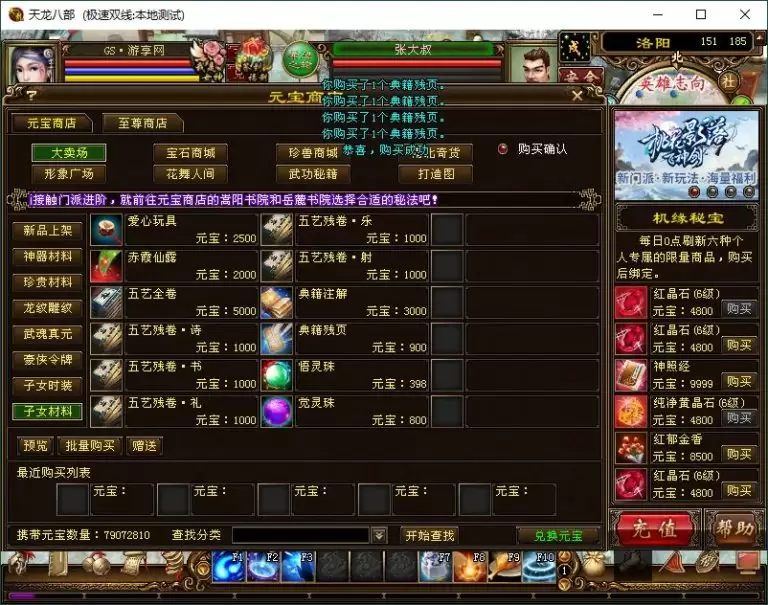 天龙八部 (极速双线:本地测试)
GS·游享网
张大叔
洛阳 151 185
北
英雄志向
你购买了1个典籍残页。
你购买了1个典籍残页。
你购买了1个典籍残页。
你购买了1个典籍残页。
恭喜，购买成功
?
元宝商店
元宝商店 至尊商店
大卖场 宝石商城 珍兽商城 奇货
购买确认
形象广场 花舞人间 武功秘籍 打造图
接触门派进阶，就前往元宝商店的嵩阳书院和岳麓书院选择合适的秘法吧！
新品上架
神器材料
珍贵材料
龙纹雕纹
武魂真元
豪侠令牌
子女时装
子女材料
爱心玩具
元宝：2500
五艺残卷·乐
元宝：1000
赤霞仙露
元宝：2000
五艺残卷·射
元宝：1000
五艺全卷
元宝：5000
典籍注解
元宝：3000
五艺残卷·诗
元宝：1000
典籍残页
元宝：900
五艺残卷·书
元宝：1000
悟灵珠
元宝：398
五艺残卷·礼
元宝：1000
觉灵珠
元宝：800
预览 批量购买 赠送
最近购买列表
元宝： 元宝： 元宝： 元宝： 元宝：
携带元宝数量：79072810 查找分类 开始查找 兑换元宝
新门派·新玩法·海量福利
机缘秘宝
每日0点刷新六种个
人专属的限量商品，购买
后绑定。
红晶石(6级)
元宝：4800 购买
红晶石(6级)
元宝：4800 购买
神照经
元宝：9999 购买
纯净黄晶石(6级)
元宝：4800 购买
红郁金香
元宝：8500 购买
红晶石(6级)
元宝：4800 购买
充值 帮助
F1 F2 F3 F7 F8 F9 F10 1